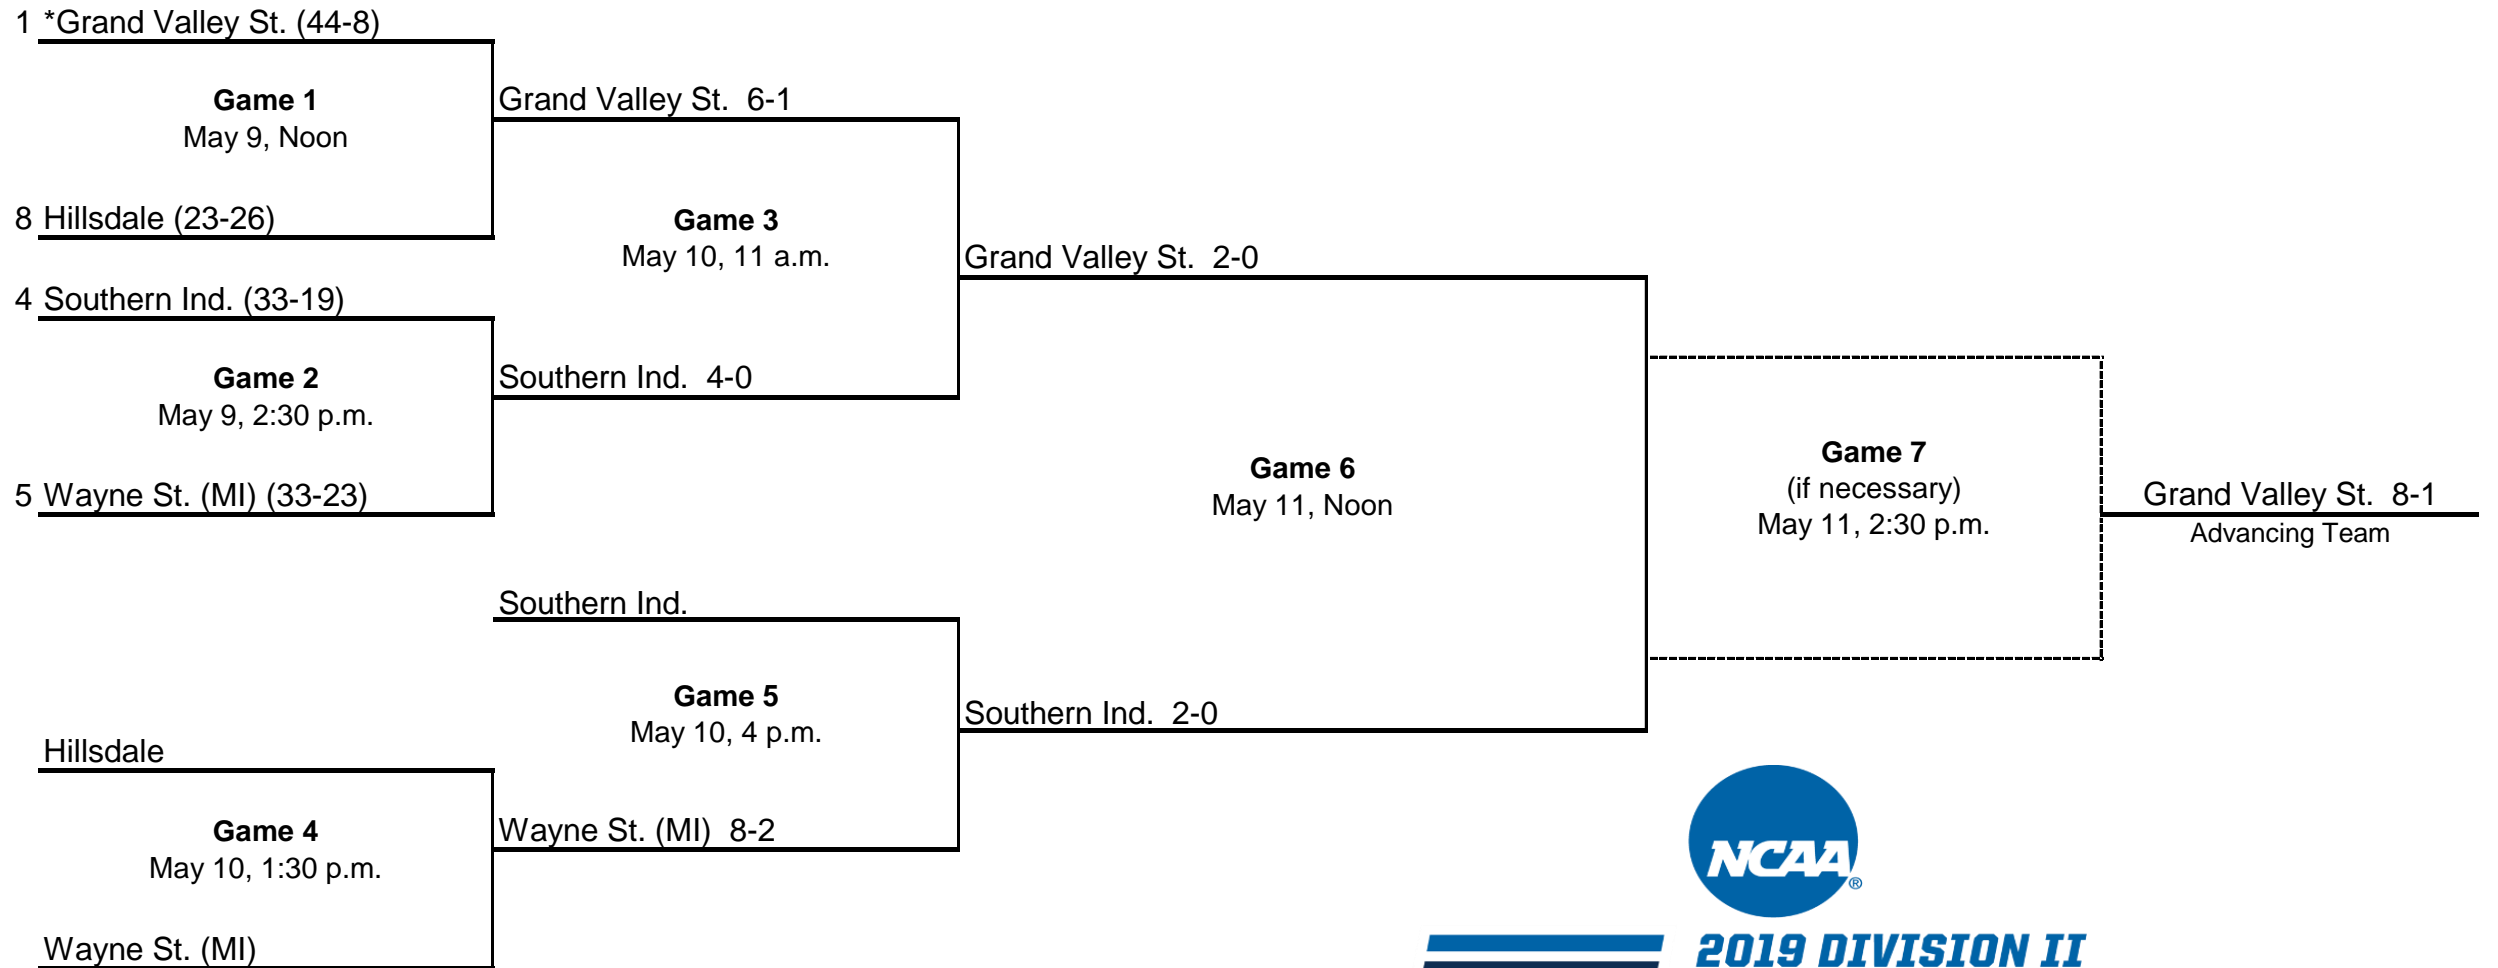 1 *Grand Valley St. (44-8)
Game 1
May 9, Noon
8 Hillsdale (23-26)
Grand Valley St. 6-1
4 Southern Ind. (33-19)
Game 2
May 9, 2:30 p.m.
5 Wayne St. (MI) (33-23)
Southern Ind. 4-0
Game 3
May 10, 11 a.m.
Grand Valley St. 2-0
Hillsdale
Game 4
May 10, 1:30 p.m.
Wayne St. (MI)
Southern Ind.
Game 5
May 10, 4 p.m.
Wayne St. (MI) 8-2
Southern Ind. 2-0
Game 6
May 11, Noon
Game 7
(if necessary)
May 11, 2:30 p.m.
Grand Valley St. 8-1
Advancing Team
NCAA®
2019 DIVISION II